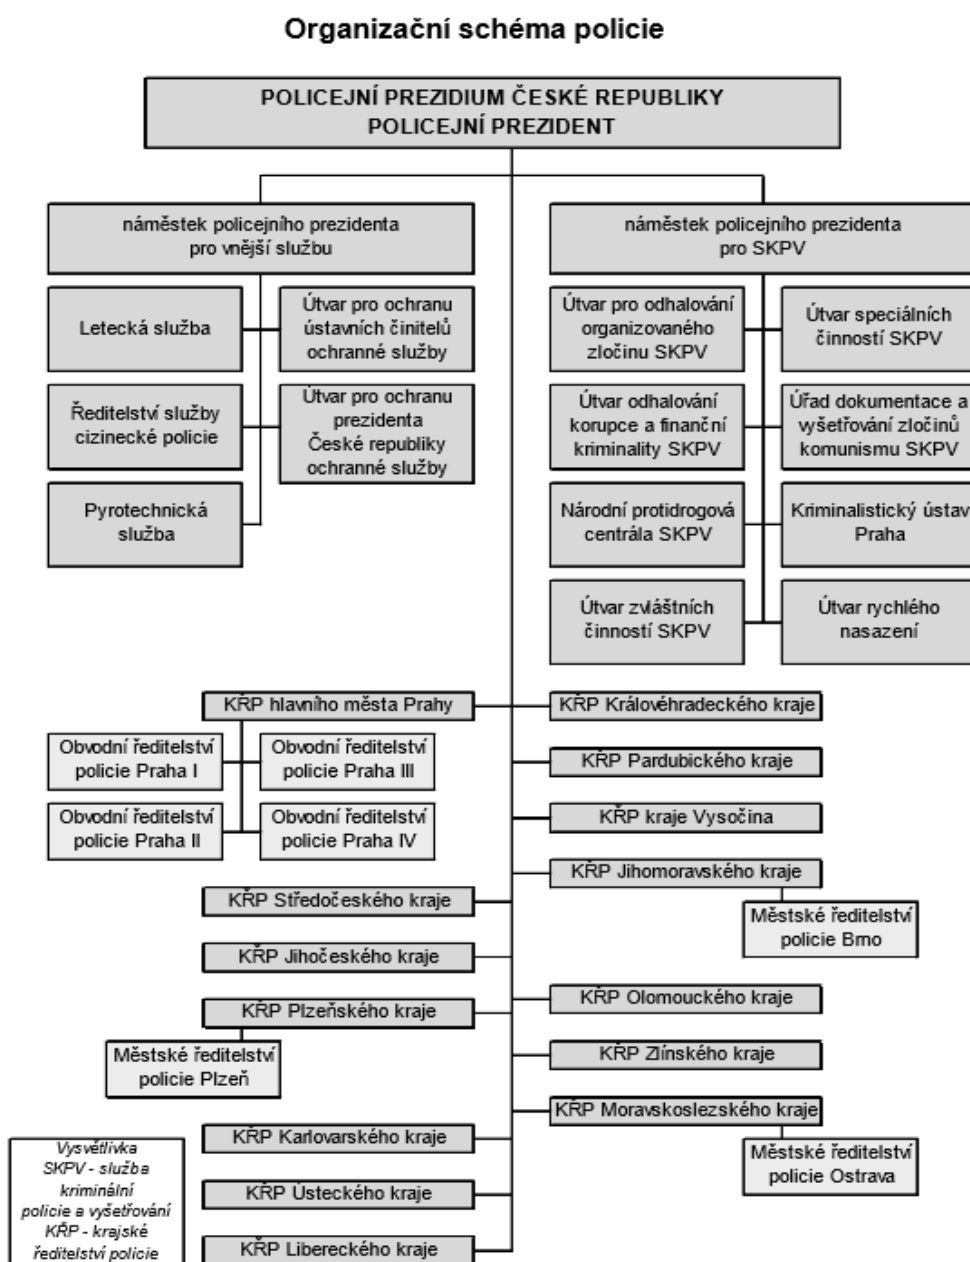 Organizační schéma policie
POLICEJNÍ PREZIDIUM ČESKÉ REPUBLIKY
POLICEJNÍ PREZIDENT
náměstek policejního prezidenta
pro vnější službu
Letecká služba
Útvar pro ochranu
ústavních činitelů
ochranné služby
Ředitelství služby
cizinecké policie
Útvar pro ochranu
prezidenta
České republiky
ochranné služby
Pyrotechnická
služba
náměstek policejního prezidenta
pro SKPV
Útvar pro odhalování
organizovaného
zločinu SKPV
Útvar speciálních
činností SKPV
Útvar odhalování
korupce a finanční
kriminality SKPV
Úřad dokumentace a
vyšetřování zločinů
komunismu SKPV
Národní protidrogová
centrála SKPV
Kriminalistický ústav
Praha
Útvar zvláštních
činností SKPV
Útvar rychlého
nasazení
KŘP hlavního města Prahy
Obvodní ředitelství
policie Praha I
Obvodní ředitelství
policie Praha III
Obvodní ředitelství
policie Praha II
Obvodní ředitelství
policie Praha IV
KŘP Středočeského kraje
KŘP Jihočeského kraje
KŘP Plzeňského kraje
Městské ředitelství
policie Plzeň
KŘP Karlovarského kraje
KŘP Ústeckého kraje
KŘP Libereckého kraje
KŘP Královéhradeckého kraje
KŘP Pardubického kraje
KŘP kraje Vysočina
KŘP Jihomoravského kraje
Městské ředitelství
policie Brno
KŘP Olomouckého kraje
KŘP Zlínského kraje
KŘP Moravskoslezského kraje
Městské ředitelství
policie Ostrava
Vysvětlivka
SKPV - služba
kriminální
policie a vyšetřování
KŘP - krajské
ředitelství policie